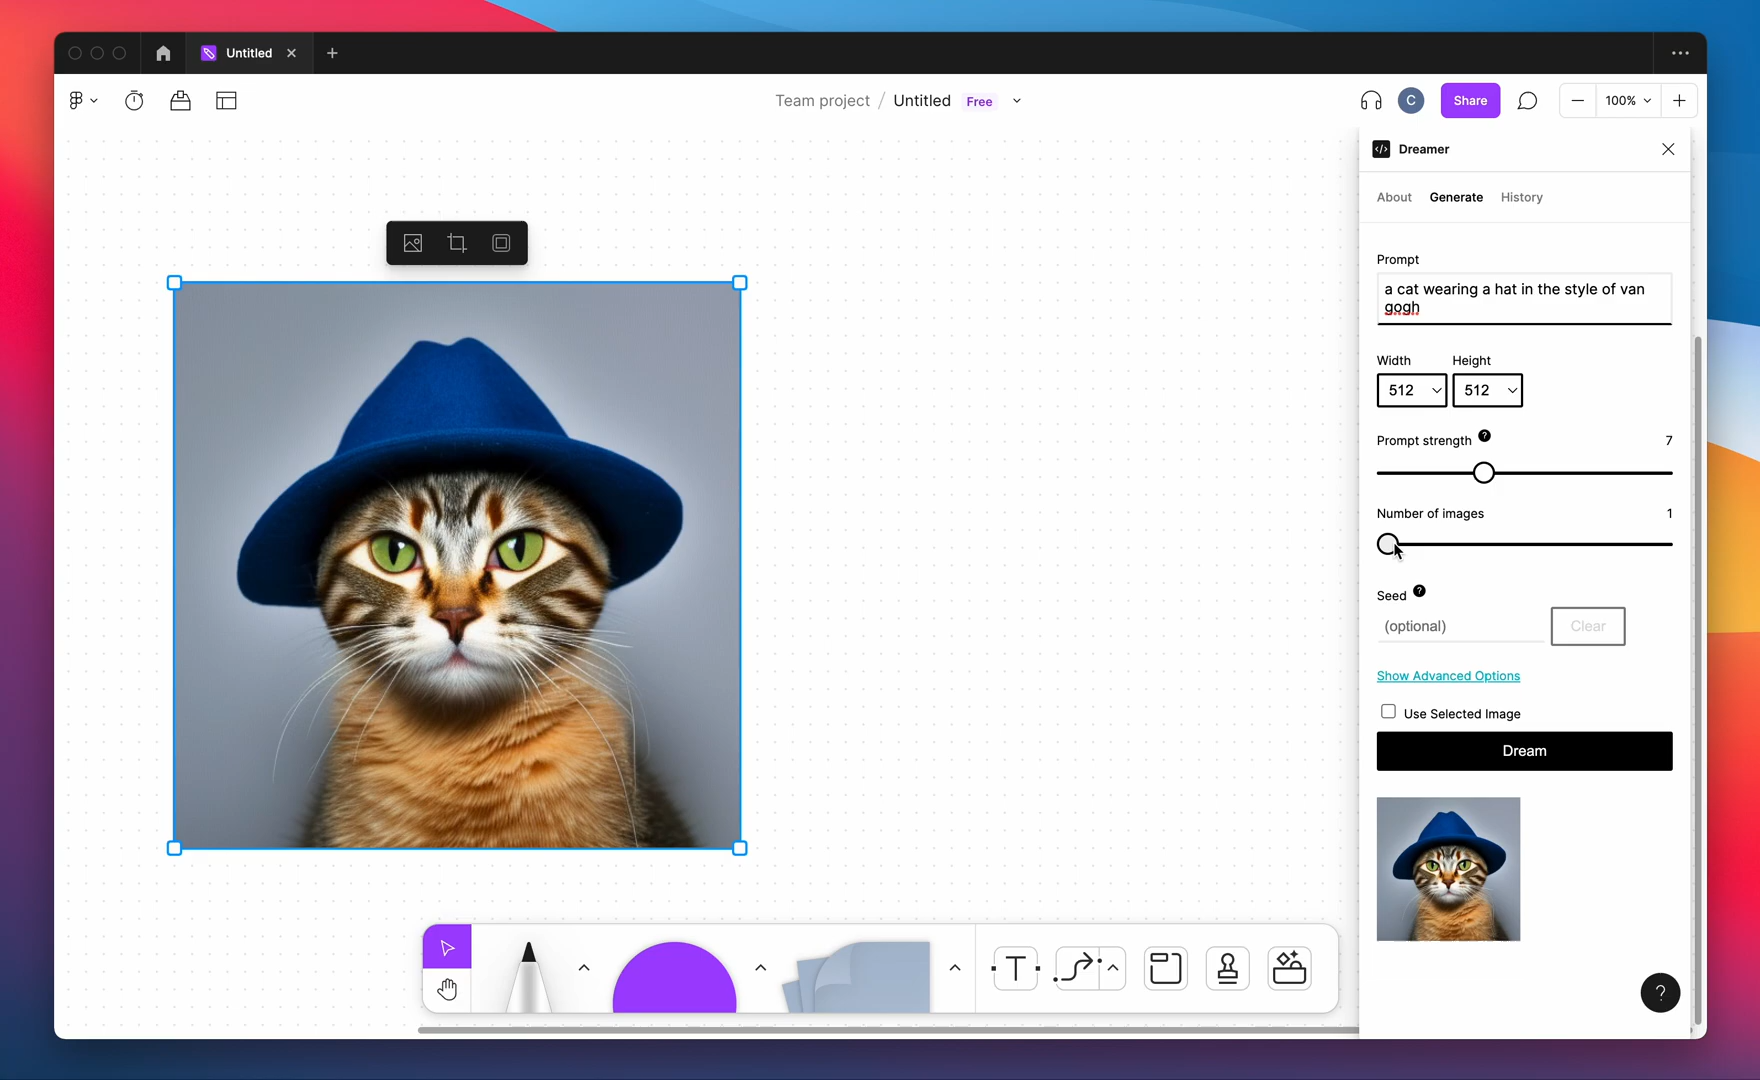 Untitled
Team project / Untitled Free
C
Share
100%
Dreamer
About Generate History
Prompt
a cat wearing a hat in the style of van
gogh
Width Height
512 512
Prompt strength ? 7
Number of images 1
Seed ?
(optional) Clear
Show Advanced Options
Use Selected Image
Dream
T
?